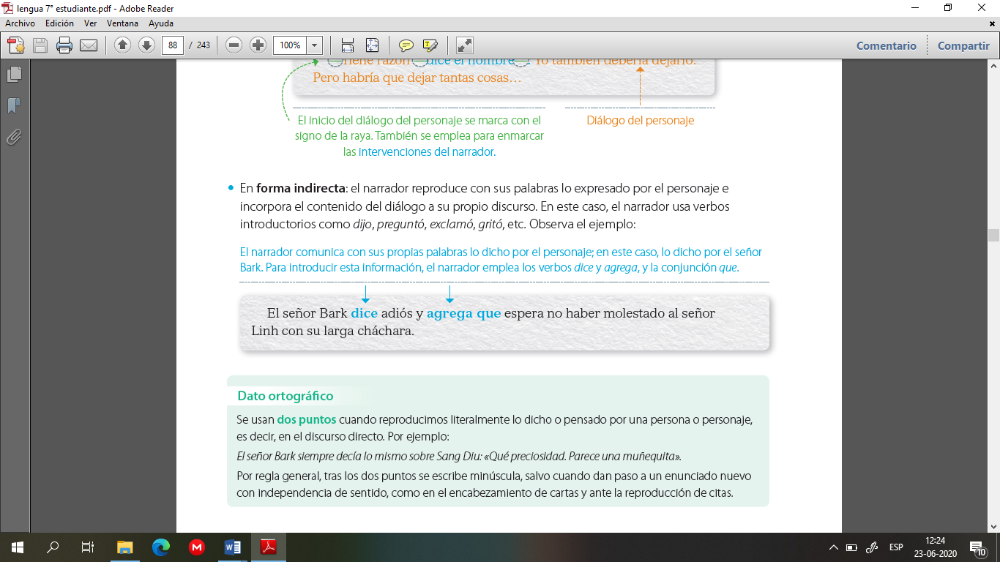 lengua 7° estudiante.pdf - Adobe Reader
Archivo Edición Ver Ventana Ayuda
88 / 243 100% Comentario Compartir
Tiene razón dice el hombre Yo también debería dejarlo.
Pero habría que dejar tantas cosas…
El inicio del diálogo del personaje se marca con el
signo de la raya. También se emplea para enmarcar
las intervenciones del narrador.
Diálogo del personaje
• En forma indirecta: el narrador reproduce con sus palabras lo expresado por el personaje e
incorpora el contenido del diálogo a su propio discurso. En este caso, el narrador usa verbos
introductorios como dijo, preguntó, exclamó, gritó, etc. Observa el ejemplo:
El narrador comunica con sus propias palabras lo dicho por el personaje; en este caso, lo dicho por el señor
Bark. Para introducir esta información, el narrador emplea los verbos dice y agrega, y la conjunción que.
El señor Bark dice adiós y agrega que espera no haber molestado al señor
Linh con su larga cháchara.
Dato ortográfico
Se usan dos puntos cuando reproducimos literalmente lo dicho o pensado por una persona o personaje,
es decir, en el discurso directo. Por ejemplo:
El señor Bark siempre decía lo mismo sobre Sang Diu: «Qué preciosidad. Parece una muñequita».
Por regla general, tras los dos puntos se escribe minúscula, salvo cuando dan paso a un enunciado nuevo
con independencia de sentido, como en el encabezamiento de cartas y ante la reproducción de citas.
ESP
12:24
23-06-2020
10